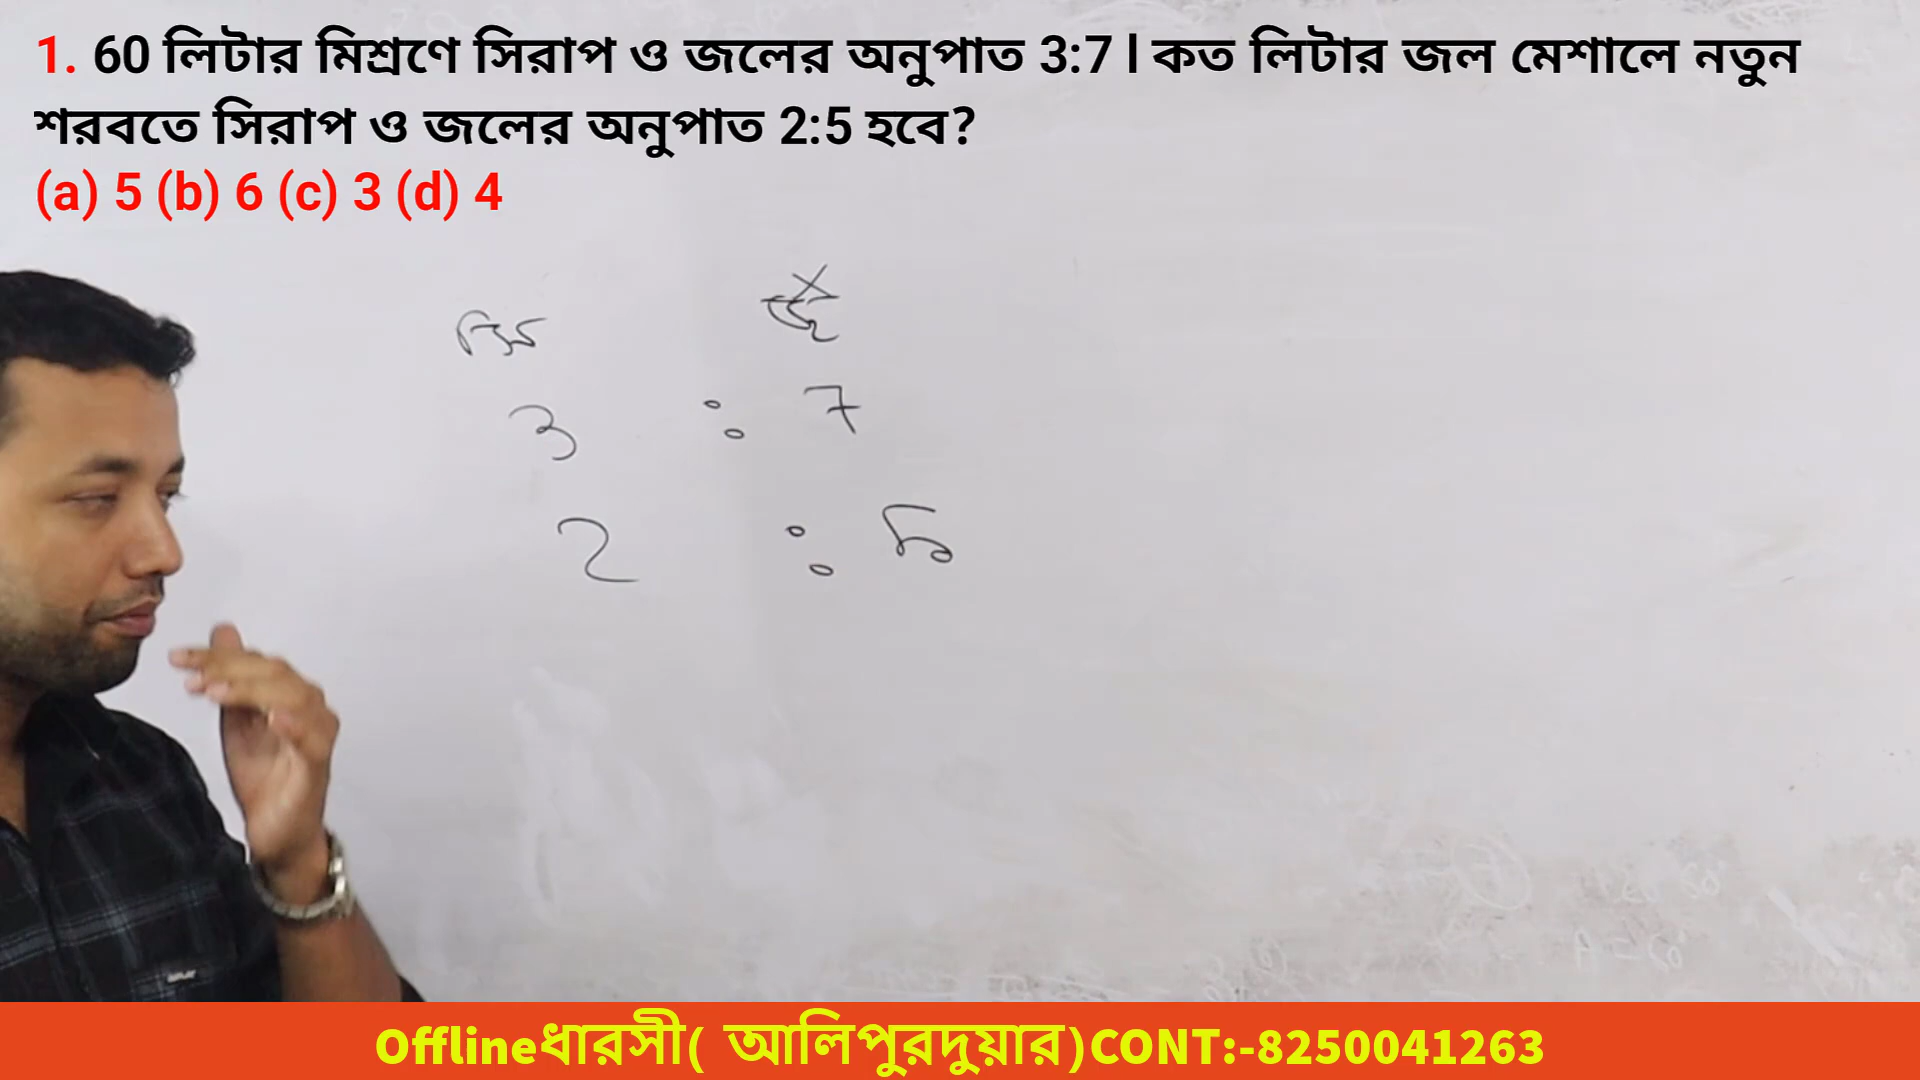 1. 60 লিটার মিশ্রণে সিরাপ ও জলের অনুপাত 3:7 l কত লিটার জল মেশালে নতুন
শরবতে সিরাপ ও জলের অনুপাত 2:5 হবে?
(a) 5 (b) 6 (c) 3 (d) 4
সি
3 : 7
2 : 5
Offlineধারসী( আলিপুরদুয়ার)CONT:-8250041263